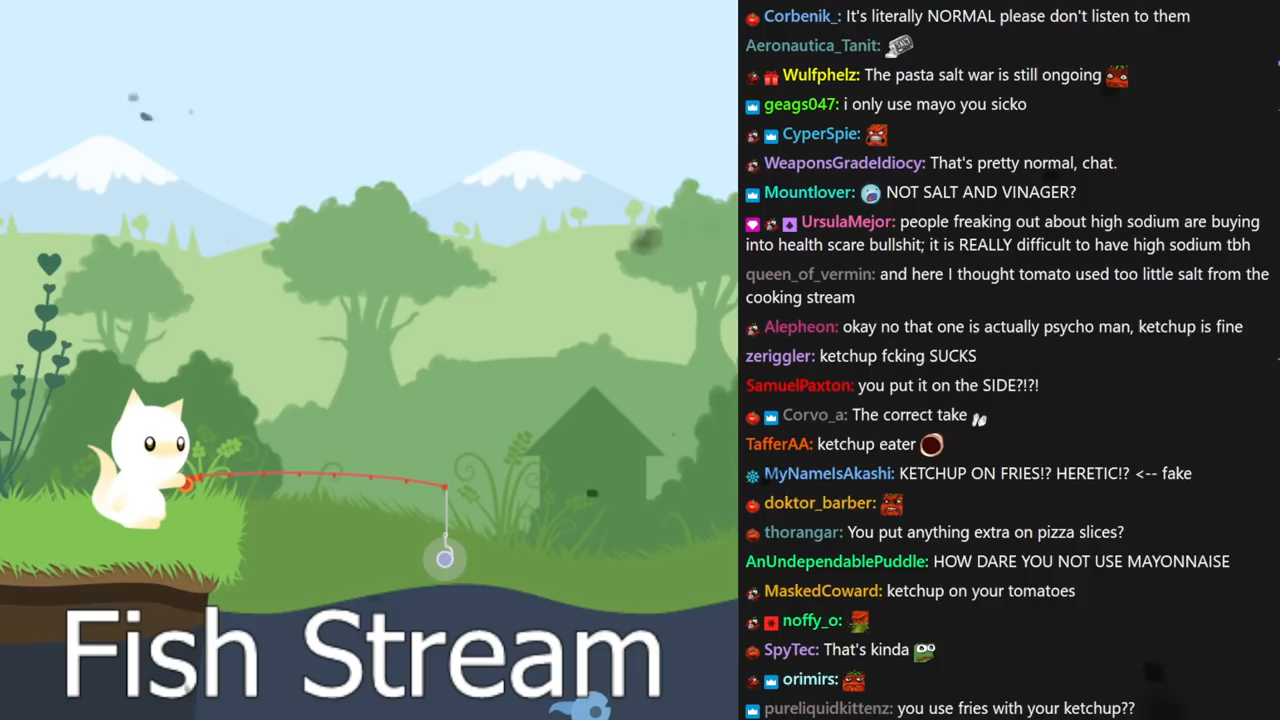 Corbenik_: It's literally NORMAL please don't listen to them
Aeronautica_Tanit:
Wulfphelz: The pasta salt war is still ongoing
geags047: i only use mayo you sicko
CyperSpie:
WeaponsGradeIdiocy: That's pretty normal, chat.
Mountlover: NOT SALT AND VINAGER?
UrsulaMejor: people freaking out about high sodium are buying
into health scare bullshit; it is REALLY difficult to have high sodium tbh
queen_of_vermin: and here I thought tomato used too little salt from the
cooking stream
Alepheon: okay no that one is actually psycho man, ketchup is fine
zeriggler: ketchup fcking SUCKS
SamuelPaxton: you put it on the SIDE?!?!
Corvo_a: The correct take
TafferAA: ketchup eater
MyNameIsAkashi: KETCHUP ON FRIES!? HERETIC!? <-- fake
doktor_barber:
thorangar: You put anything extra on pizza slices?
AnUndependablePuddle: HOW DARE YOU NOT USE MAYONNAISE
MaskedCoward: ketchup on your tomatoes
noffy_o:
SpyTec: That's kinda
orimirs:
pureliquidkittenz: you use fries with your ketchup??
Fish Stream